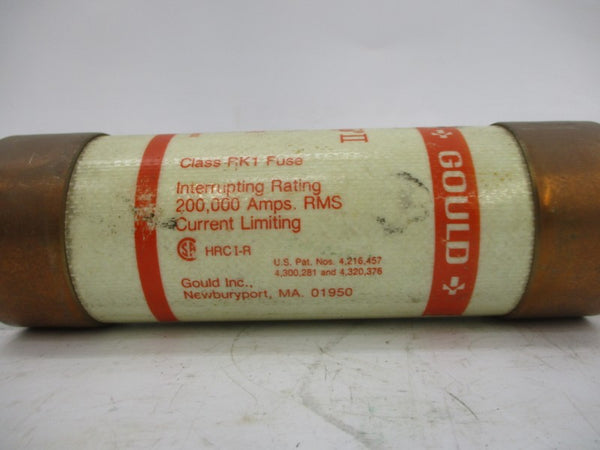 Class RK1 Fuse
Interrupting Rating
200,000 Amps. RMS
Current Limiting
HRC I-R
U.S. Pat. Nos. 4,216,457
4,300,281 and 4,320,376
Gould Inc.,
Newburyport, MA. 01950
GOULD